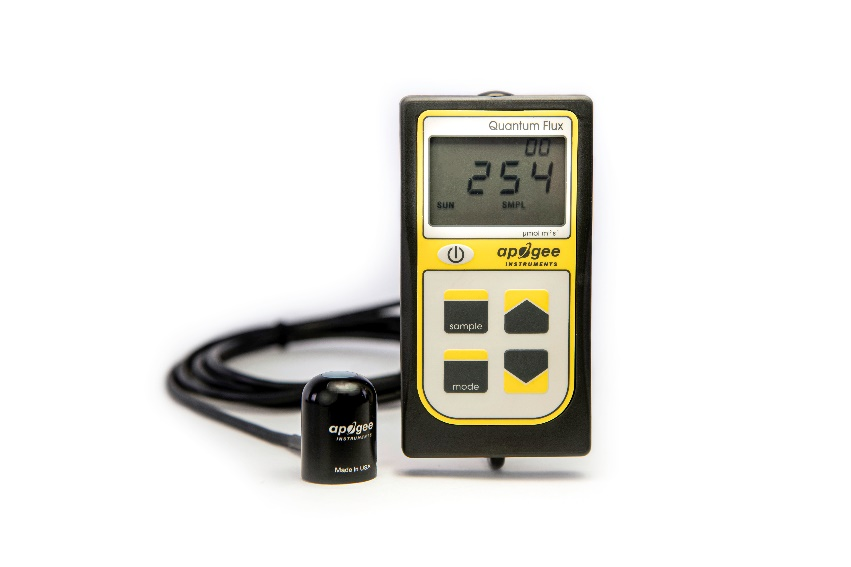 Quantum Flux
00
254
SUN SMPL
µmol m⁻² s⁻¹
apogee
INSTRUMENTS
sample
mode
apogee
INSTRUMENTS
Made in USA